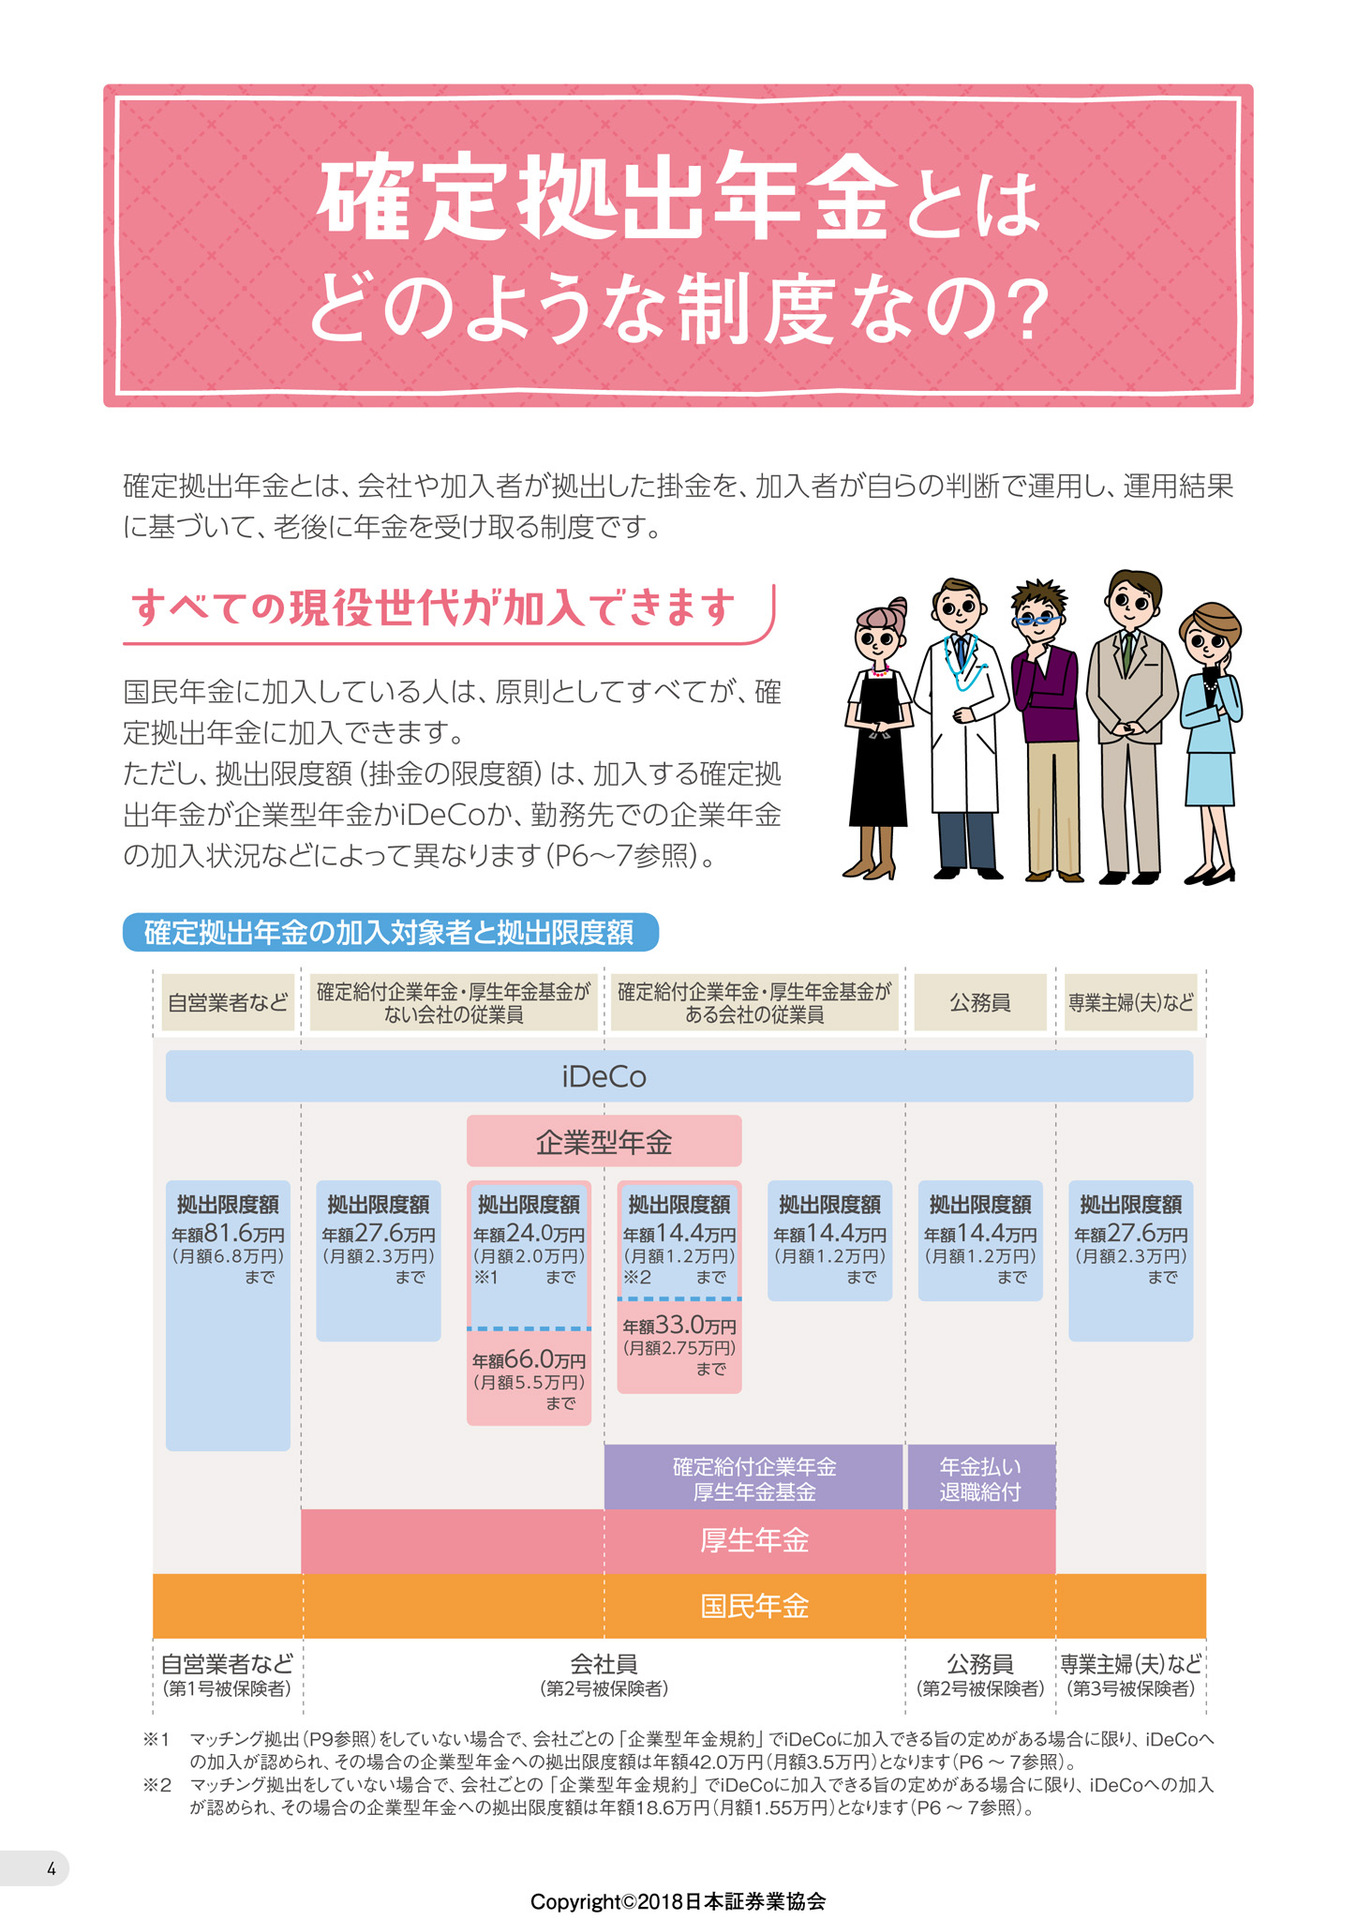 確定拠出年金とは
どのような制度なの?
確定拠出年金とは、会社や加入者が拠出した掛金を、加入者が自らの判断で運用し、運用結果
に基づいて、老後に年金を受け取る制度です。
すべての現役世代が加入できます
国民年金に加入している人は、原則としてすべてが、確
定拠出年金に加入できます。
ただし、拠出限度額(掛金の限度額)は、加入する確定拠
出年金が企業型年金かiDeCoか、勤務先での企業年金
の加入状況などによって異なります(P6～7参照)。
確定拠出年金の加入対象者と拠出限度額
自営業者など
確定給付企業年金・厚生年金基金が
ない会社の従業員
確定給付企業年金・厚生年金基金が
ある会社の従業員
公務員
専業主婦(夫)など
iDeCo
企業型年金
拠出限度額
年額81.6万円
(月額6.8万円)
まで
拠出限度額
年額27.6万円
(月額2.3万円)
まで
拠出限度額
年額24.0万円
(月額2.0万円)
※1 まで
年額66.0万円
(月額5.5万円)
まで
拠出限度額
年額14.4万円
(月額1.2万円)
※2 まで
年額33.0万円
(月額2.75万円)
まで
拠出限度額
年額14.4万円
(月額1.2万円)
まで
拠出限度額
年額14.4万円
(月額1.2万円)
まで
拠出限度額
年額27.6万円
(月額2.3万円)
まで
確定給付企業年金
厚生年金基金
年金払い
退職給付
厚生年金
国民年金
自営業者など
(第1号被保険者)
会社員
(第2号被保険者)
公務員
(第2号被保険者)
専業主婦(夫)など
(第3号被保険者)
※1 マッチング拠出(P9参照)をしていない場合で、会社ごとの「企業型年金規約」でiDeCoに加入できる旨の定めがある場合に限り、iDeCoへ
の加入が認められ、その場合の企業型年金への拠出限度額は年額42.0万円(月額3.5万円)となります(P6 ～ 7参照)。
※2 マッチング拠出をしていない場合で、会社ごとの「企業型年金規約」でiDeCoに加入できる旨の定めがある場合に限り、iDeCoへの加入
が認められ、その場合の企業型年金への拠出限度額は年額18.6万円(月額1.55万円)となります(P6 ～ 7参照)。
4
Copyright©2018日本証券業協会